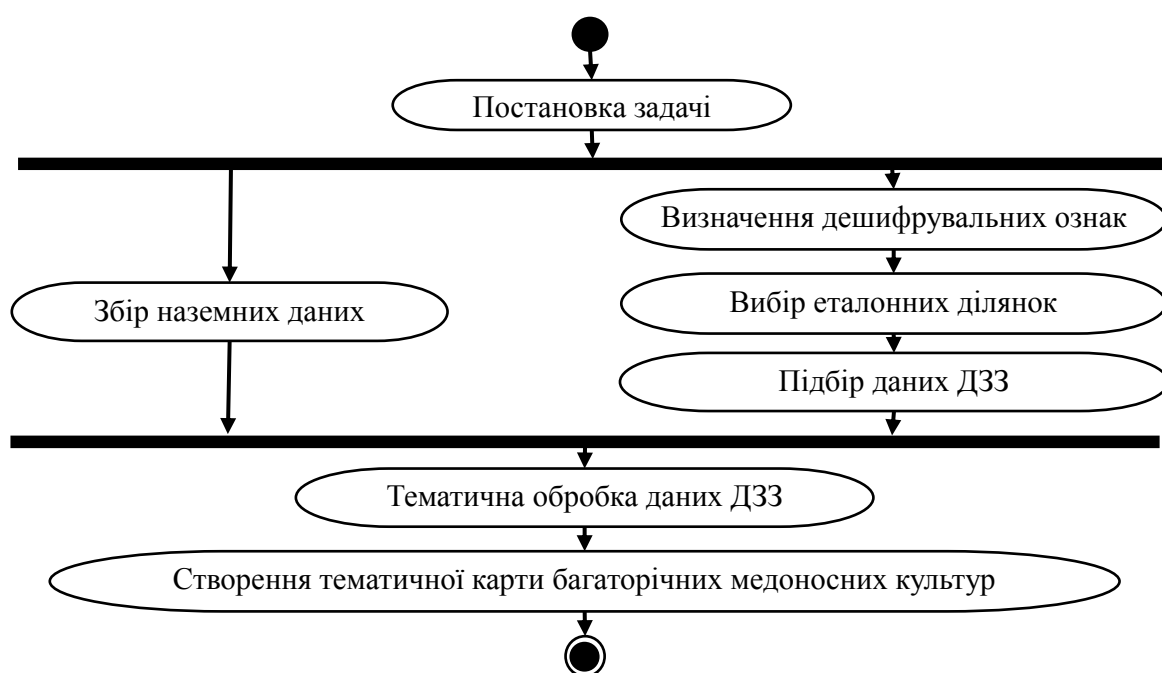 Постановка задачі
Визначення дешифрувальних ознак
Збір наземних даних
Вибір еталонних ділянок
Підбір даних ДЗЗ
Тематична обробка даних ДЗЗ
Створення тематичної карти багаторічних медоносних культур